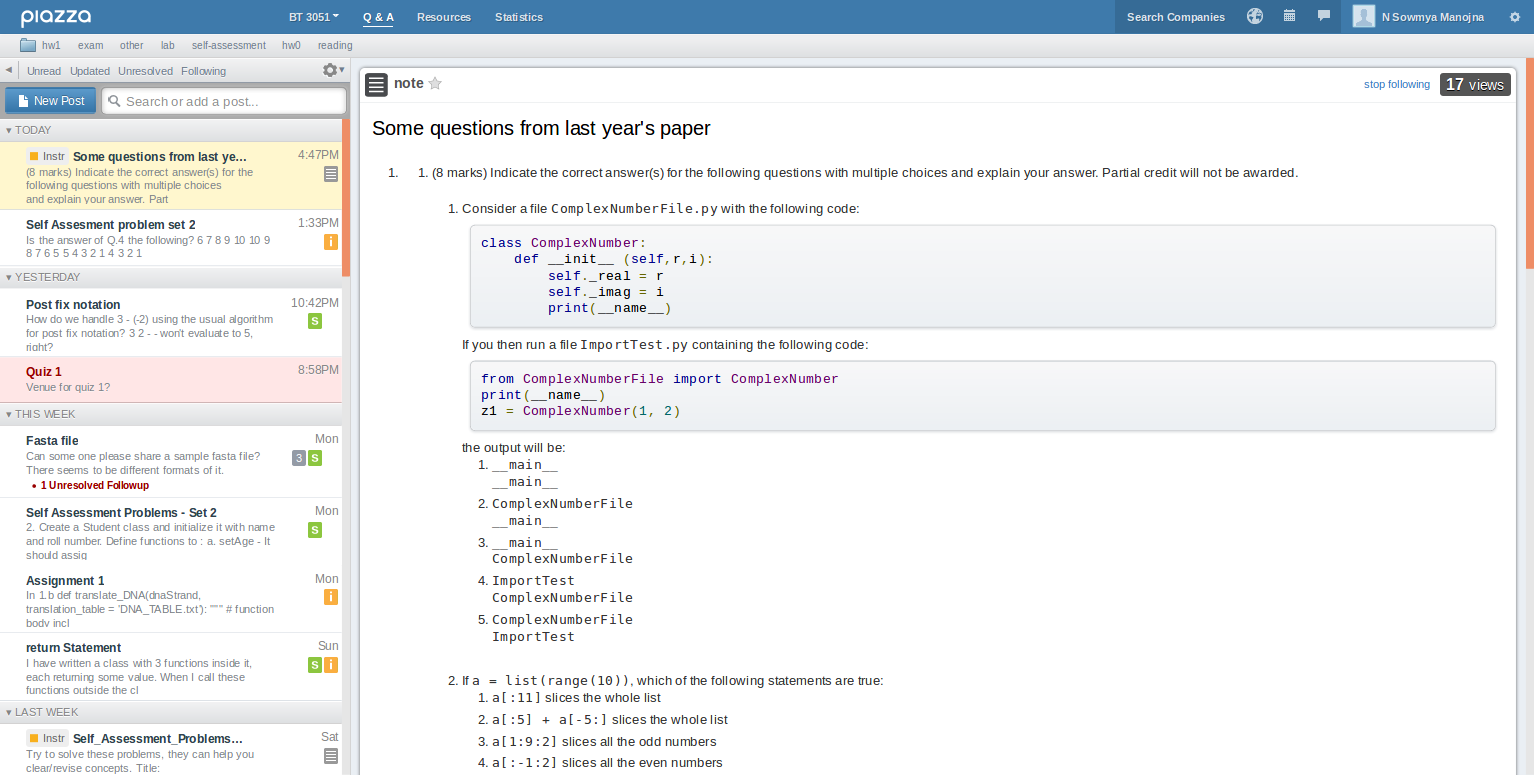 piazza
BT 3051
Q & A
Resources
Statistics
Search Companies
N Sowmya Manojna
hw1 exam other lab self-assessment hw0 reading
Unread Updated Unresolved Following
New Post
Search or add a post...
TODAY
Instr Some questions from last ye... 4:47PM
(8 marks) Indicate the correct answer(s) for the
following questions with multiple choices
and explain your answer. Part
Self Assesment problem set 2 1:33PM
Is the answer of Q.4 the following? 6 7 8 9 10 10 9
8 7 6 5 5 4 3 2 1 4 3 2 1
i
YESTERDAY
Post fix notation 10:42PM
How do we handle 3 - (-2) using the usual algorithm
for post fix notation? 3 2 - - won't evaluate to 5,
right?
S
Quiz 1 8:58PM
Venue for quiz 1?
THIS WEEK
Fasta file Mon
Can some one please share a sample fasta file?
There seems to be different formats of it.
3 S
• 1 Unresolved Followup
Self Assessment Problems - Set 2 Mon
2. Create a Student class and initialize it with name
and roll number. Define functions to : a. setAge - It
should assig
S
Assignment 1 Mon
In 1.b def translate_DNA(dnaStrand,
translation_table = 'DNA_TABLE.txt'): """ # function
body incl
i
return Statement Sun
I have written a class with 3 functions inside it,
each returning some value. When I call these
functions outside the cl
S i
LAST WEEK
Instr Self_Assessment_Problems... Sat
Try to solve these problems, they can help you
clear/revise concepts. Title:
note
stop following
17 views
Some questions from last year's paper
1. 1. (8 marks) Indicate the correct answer(s) for the following questions with multiple choices and explain your answer. Partial credit will not be awarded.
1. Consider a file ComplexNumberFile.py with the following code:
class ComplexNumber:
    def __init__ (self,r,i):
        self._real = r
        self._imag = i
        print(__name__)
If you then run a file ImportTest.py containing the following code:
from ComplexNumberFile import ComplexNumber
print(__name__)
z1 = ComplexNumber(1, 2)
the output will be:
1. __main__
__main__
2. ComplexNumberFile
__main__
3. __main__
ComplexNumberFile
4. ImportTest
ComplexNumberFile
5. ComplexNumberFile
ImportTest
2. If a = list(range(10)), which of the following statements are true:
1. a[:11] slices the whole list
2. a[:5] + a[-5:] slices the whole list
3. a[1:9:2] slices all the odd numbers
4. a[:-1:2] slices all the even numbers